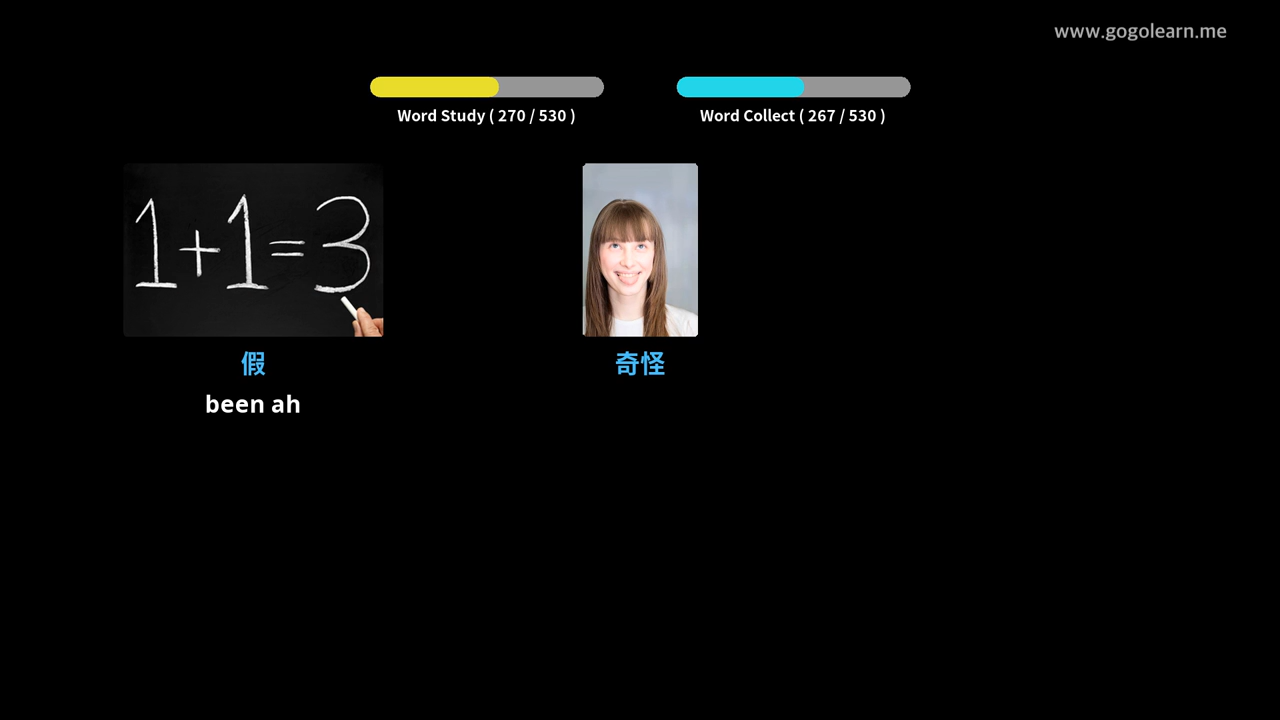 www.gogolearn.me
Word Study ( 270 / 530 )
Word Collect ( 267 / 530 )
1+1=3
假
奇怪
been ah